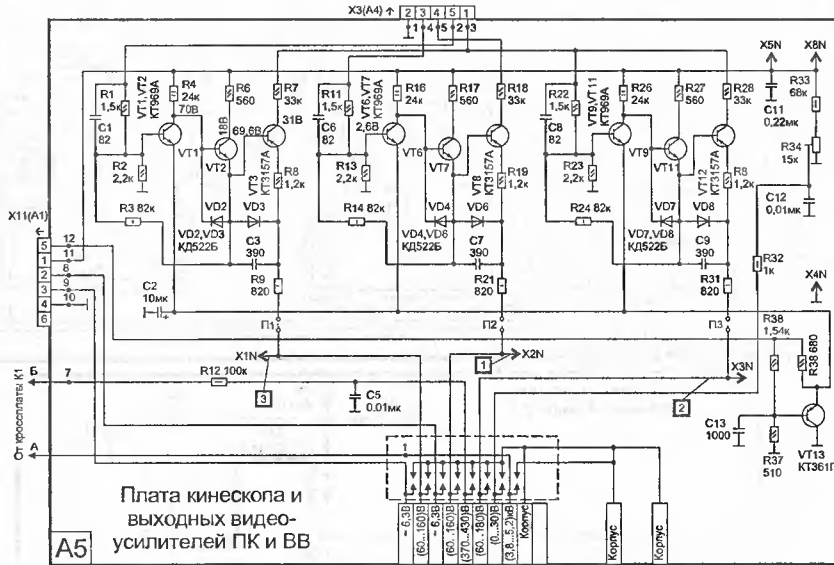 X3(A4)
2 3 4 5 1
1 4 5 2 3
X5N
X8N
R1
1,5к
C1
82
VT1,VT2
КТ969А
R4
24к
70В
R6
560
R7
33к
R11
1,5к
C6
82
VT6,VT7
КТ969А
2,6В
R16
24к
R17
560
R18
33к
R22
1,5к
C8
82
VT9,VT11
КТ969А
R26
24к
R27
560
R28
33к
C11
0,22мк
R33
68к
18В
69,6В
31В
R2
2,2к
VT1
VT2
VT3
КТ3157А
R8
1,2к
R13
2,2к
VT6
VT7
VT8
КТ3157А
R19
1,2к
R23
2,2к
VT9
VT11
VT12
КТ3157А
R8
1,2к
R34
15к
C12
0,01мк
X11(A1)
R3 82к
VD2
VD3
VD2,VD3
КД522Б
R14 82к
VD4
VD6
VD4,VD6
КД522Б
R24 82к
VD7
VD8
VD7,VD8
КД522Б
5
1
2
3
4
6
12
11
8
9
10
C3
390
R9
820
C7
390
R21
820
C9
390
R31
820
R32
1к
X4N
C2
10мк
П1
П2
П3
R38
1,54к
R39 680
X1N
X2N
X3N
3
1
2
Б
7
R12 100к
C5
0.01мк
C13
1000
R37
510
VT13
От кроссплаты К1
А
1
Плата кинескопа и
выходных видео-
усилителей ПК и ВВ
A5
~ 6,3В
(60...160)В
~ 6,3В
(60...160)В
(370...430)В
(60...180)В
(0...30)В
(3,8...5,2)кВ
Корпус
Корпус
Корпус